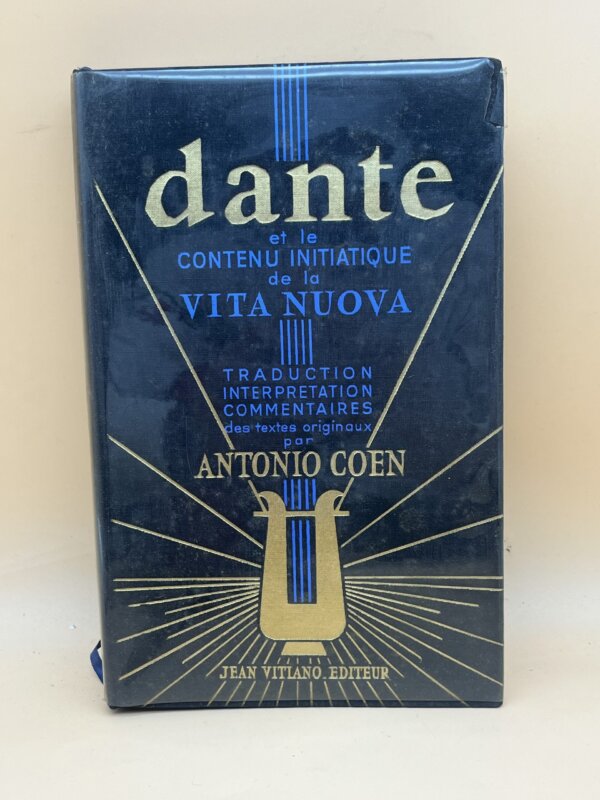 dante
et le
CONTENU INITIATIQUE
de la
VITA NUOVA
TRADUCTION
INTERPRETATION
COMMENTAIRES
des textes originaux
par
ANTONIO COEN
JEAN VITIANO. EDITEUR